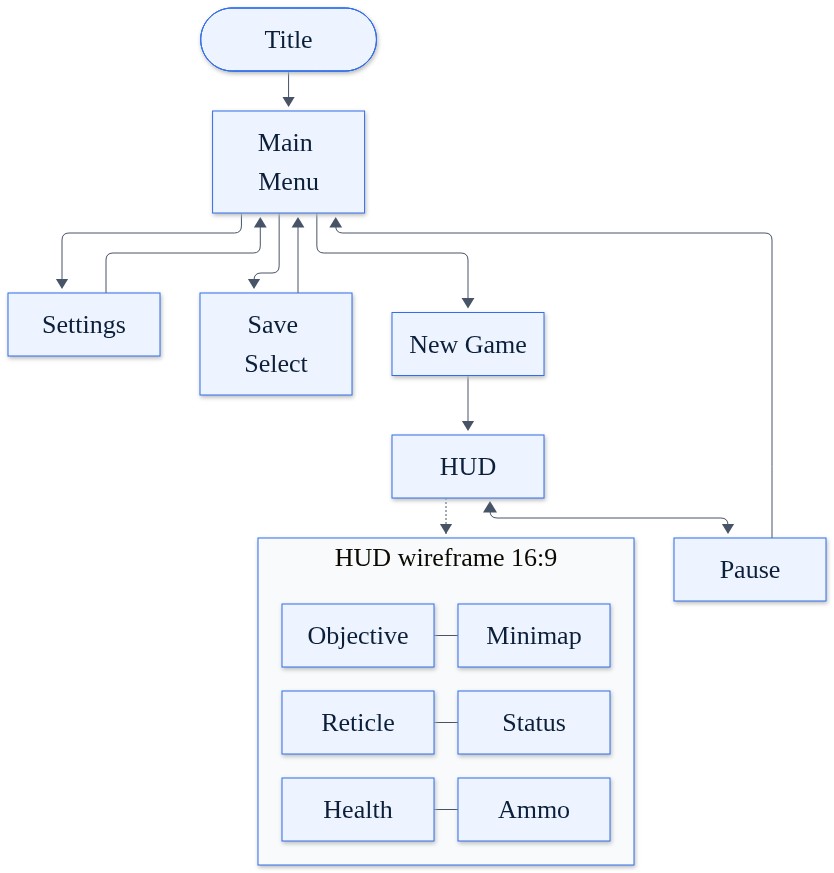 Title
Main
Menu
Settings
Save
Select
New Game
HUD
HUD wireframe 16:9
Pause
Objective
Minimap
Reticle
Status
Health
Ammo